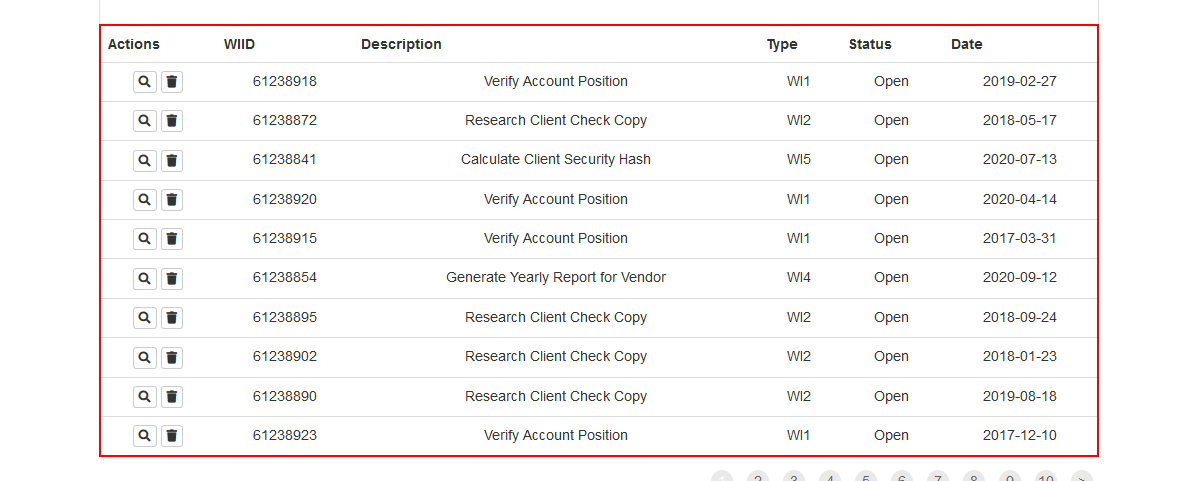 Actions WIID Description Type Status Date
61238918 Verify Account Position WI1 Open 2019-02-27
61238872 Research Client Check Copy WI2 Open 2018-05-17
61238841 Calculate Client Security Hash WI5 Open 2020-07-13
61238920 Verify Account Position WI1 Open 2020-04-14
61238915 Verify Account Position WI1 Open 2017-03-31
61238854 Generate Yearly Report for Vendor WI4 Open 2020-09-12
61238895 Research Client Check Copy WI2 Open 2018-09-24
61238902 Research Client Check Copy WI2 Open 2018-01-23
61238890 Research Client Check Copy WI2 Open 2019-08-18
61238923 Verify Account Position WI1 Open 2017-12-10
1 2 3 4 5 6 7 8 9 10 >